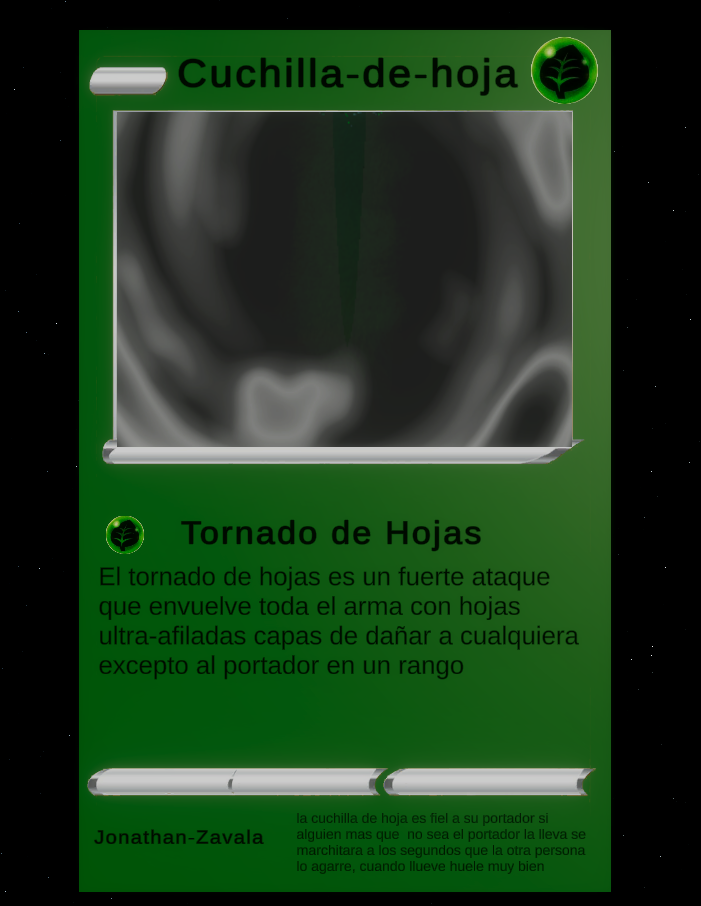 Cuchilla-de-hoja
Tornado de Hojas
El tornado de hojas es un fuerte ataque
que envuelve toda el arma con hojas
ultra-afiladas capas de dañar a cualquiera
excepto al portador en un rango
Jonathan-Zavala
la cuchilla de hoja es fiel a su portador si
alguien mas que  no sea el portador la lleva se
marchitara a los segundos que la otra persona
lo agarre, cuando llueve huele muy bien